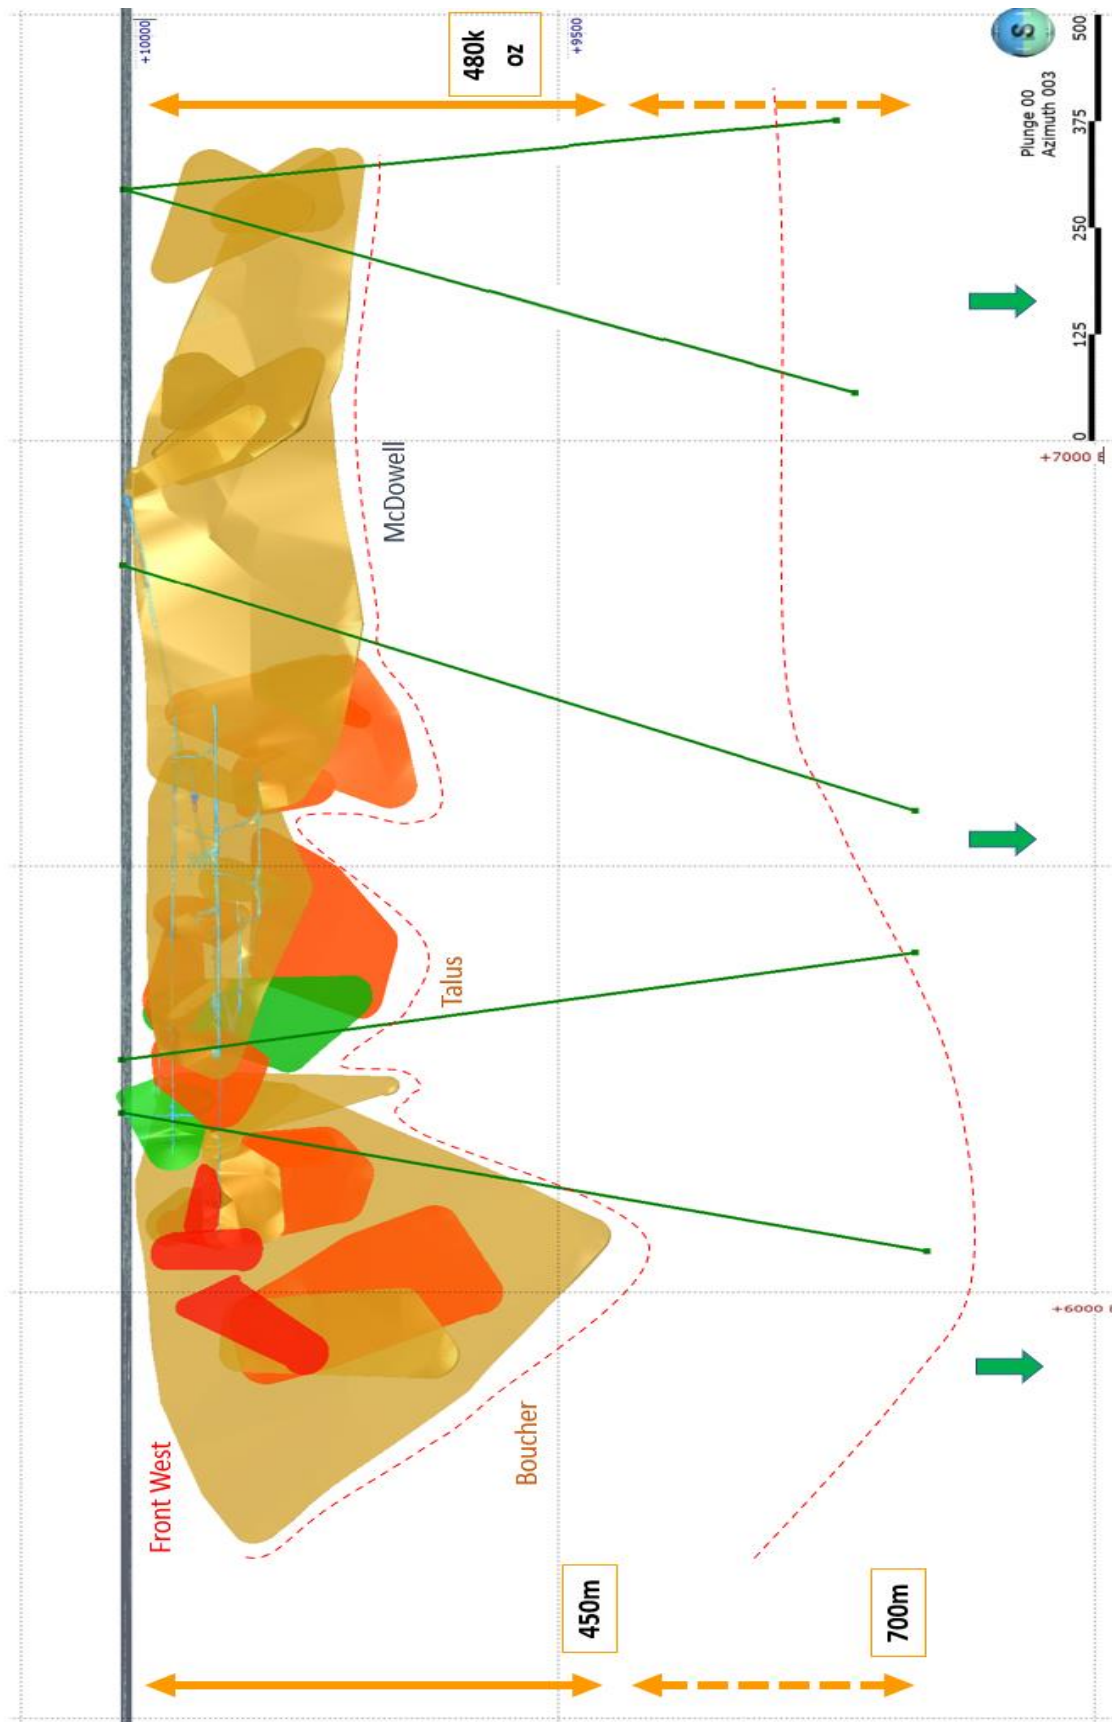 +10000
480k
oz
+9500
S
Plunge 00
Azimuth 003
0
125
250
375
500
+7000 E
McDowell
Talus
+6000 E
Front West
Boucher
450m
700m